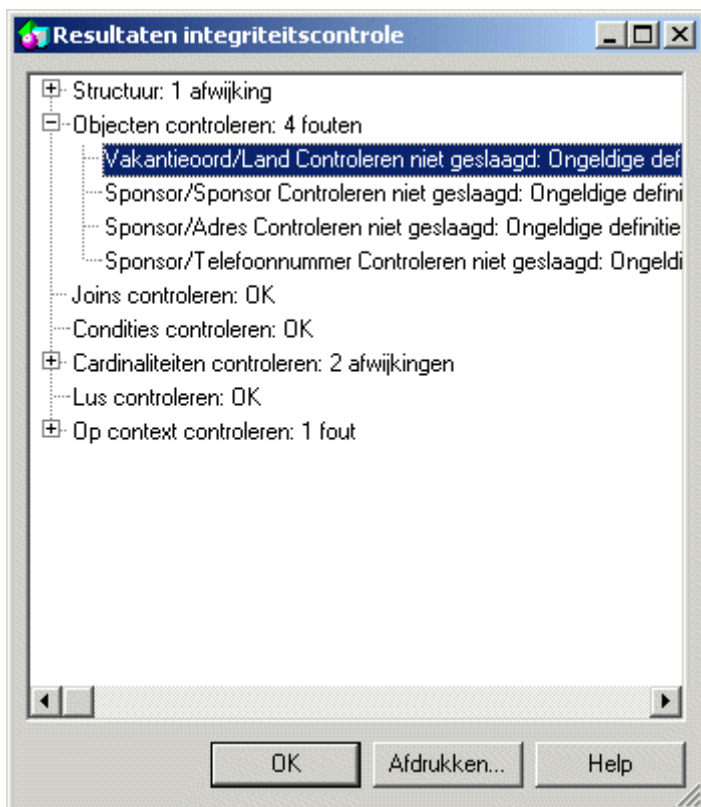 Resultaten integriteitscontrole
Structuur: 1 afwijking
Objecten controleren: 4 fouten
Vakantieoord/Land Controleren niet geslaagd: Ongeldige def
Sponsor/Sponsor Controleren niet geslaagd: Ongeldige defini
Sponsor/Adres Controleren niet geslaagd: Ongeldige definitie
Sponsor/Telefoonnummer Controleren niet geslaagd: Ongeldi
Joins controleren: OK
Condities controleren: OK
Cardinaliteiten controleren: 2 afwijkingen
Lus controleren: OK
Op context controleren: 1 fout
OK Afdrukken... Help